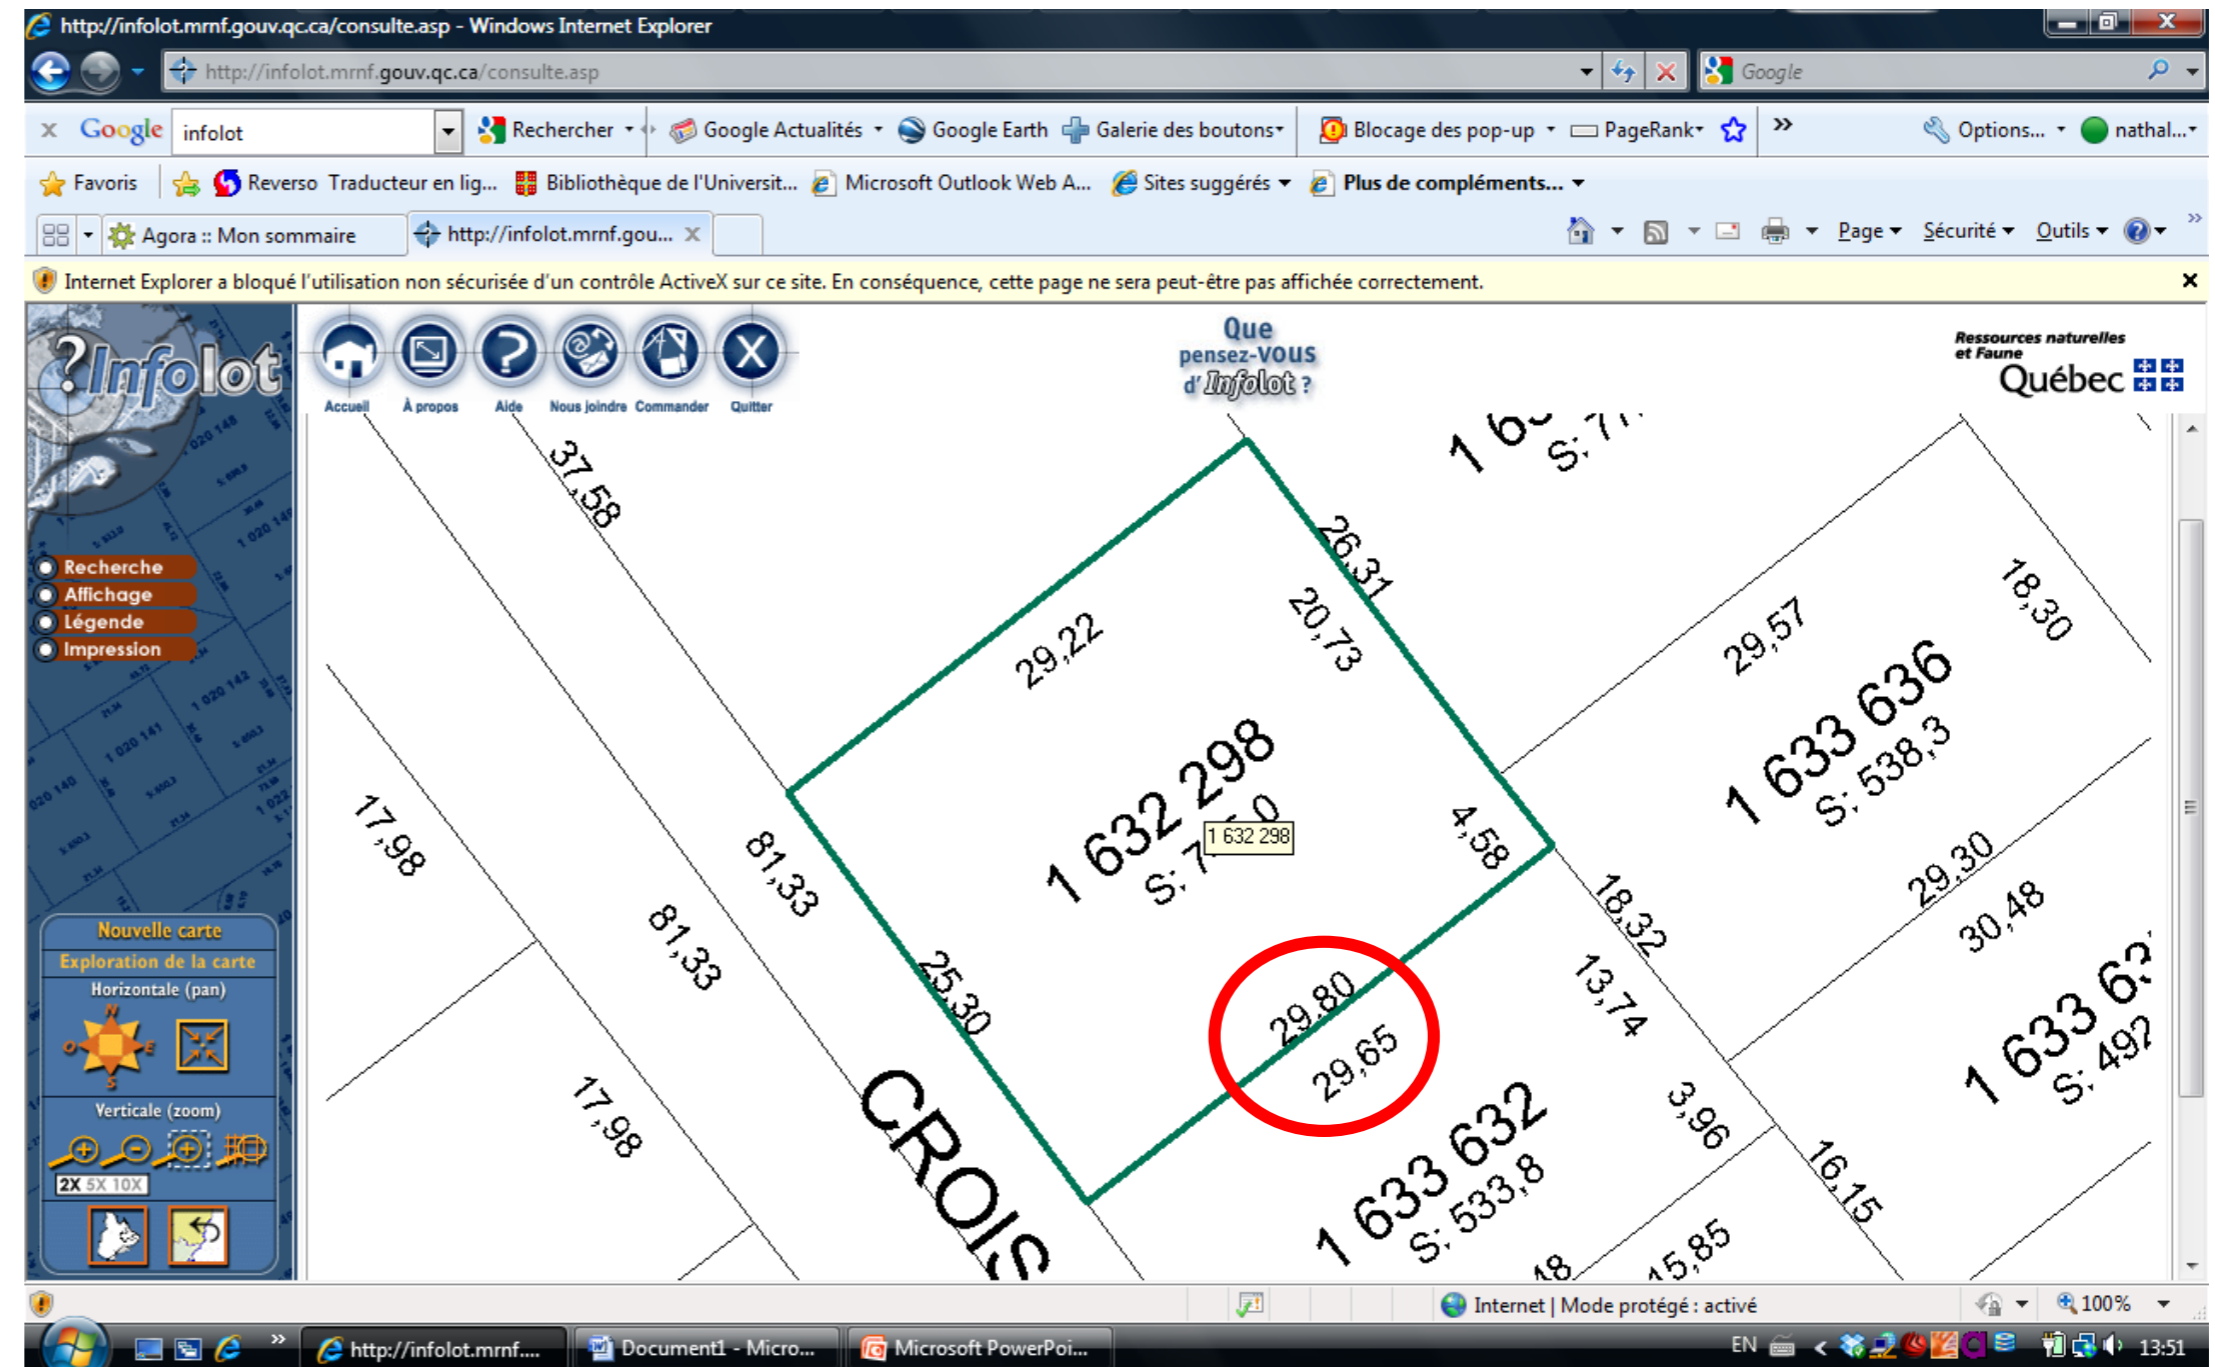 http://infolot.mrnf.gouv.qc.ca/consulte.asp - Windows Internet Explorer
http://infolot.mrnf.gouv.qc.ca/consulte.asp
Google
x Google infolot Rechercher Google Actualités Google Earth Galerie des boutons Blocage des pop-up PageRank » Options... nathal...
Favoris Reverso Traducteur en lig... Bibliothèque de l'Universit... Microsoft Outlook Web A... Sites suggérés Plus de compléments...
Agora :: Mon sommaire http://infolot.mrnf.gou... X Page Sécurité Outils »
Internet Explorer a bloqué l'utilisation non sécurisée d'un contrôle ActiveX sur ce site. En conséquence, cette page ne sera peut-être pas affichée correctement.
?Infolot
Accueil À propos Aide Nous joindre Commander Quitter
Que
pensez-VOUS
d'Infolot ?
Ressources naturelles
et Faune
Québec
Recherche
Affichage
Légende
Impression
Nouvelle carte
Exploration de la carte
Horizontale (pan)
N
O E
S
Verticale (zoom)
2X 5X 10X
37,58
26,31
20,73
29,22
18,30
29,57
1 633 636
S: 538,3
1 632 298
1 632 298
4,58
17,98
81,33
81,33
25,30
29,80
29,65
18,32
13,74
29,30
30,48
17,98
CROIS
1 633 632
S: 533,8
3,96
16,15
15,85
Internet | Mode protégé : activé
100%
http://infolot.mrnf.... Document1 - Micro... Microsoft PowerPoi...
EN
13:51